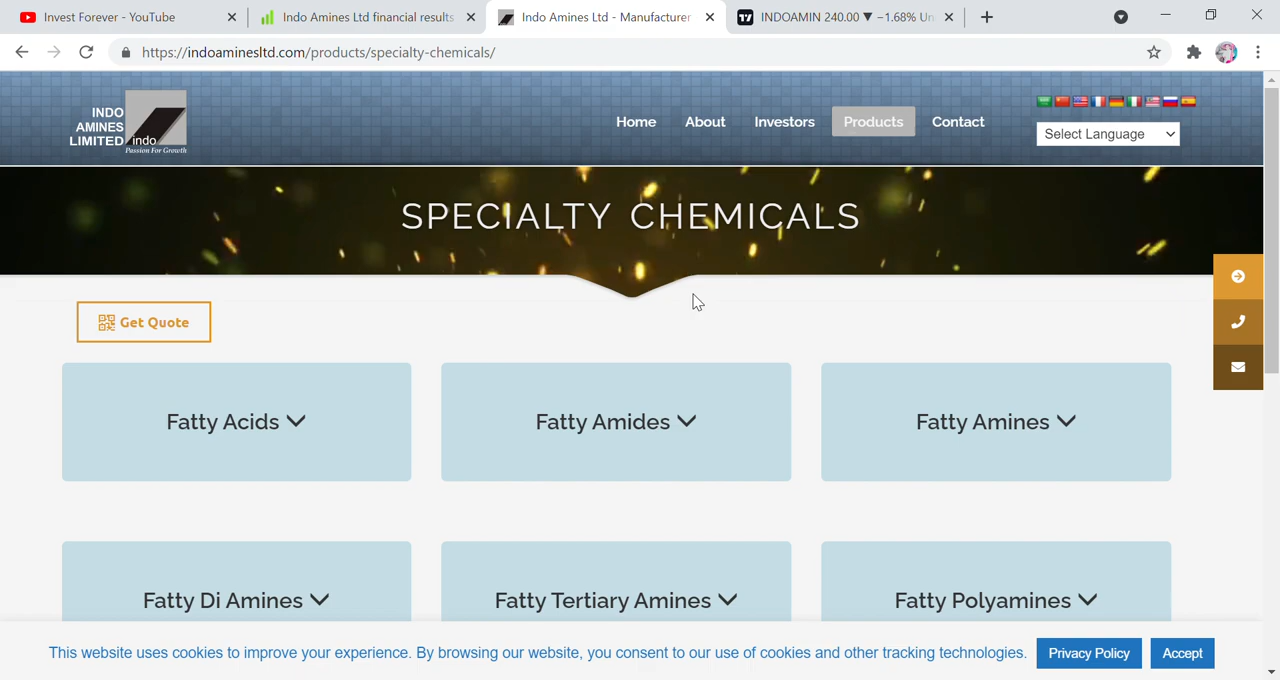 Invest Forever - YouTube
Indo Amines Ltd financial results
Indo Amines Ltd - Manufacturer
INDOAMIN 240.00 ▼ −1.68% Un
https://indoaminesltd.com/products/specialty-chemicals/
INDO
AMINES
LIMITED
indo
Passion For Growth
Home
About
Investors
Products
Contact
Select Language
SPECIALTY CHEMICALS
Get Quote
Fatty Acids
Fatty Amides
Fatty Amines
Fatty Di Amines
Fatty Tertiary Amines
Fatty Polyamines
This website uses cookies to improve your experience. By browsing our website, you consent to our use of cookies and other tracking technologies.
Privacy Policy
Accept